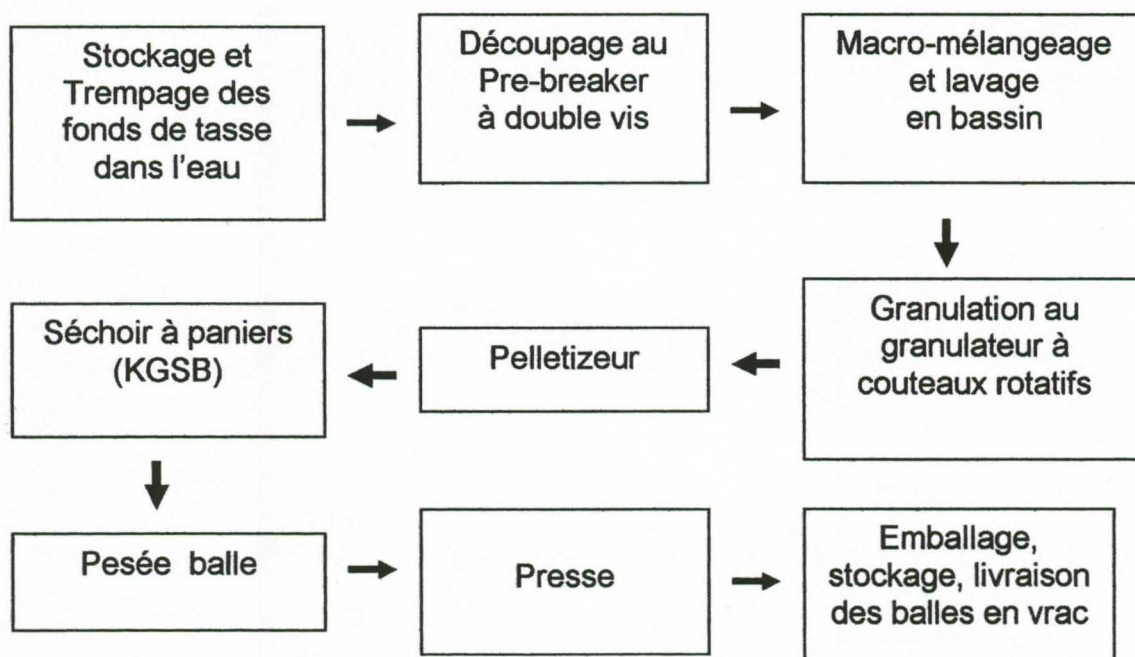 Stockage et
Trempage des
fonds de tasse
dans l'eau
Découpage au
Pre-breaker
à double vis
Macro-mélangeage
et lavage
en bassin
Granulation au
granulateur à
couteaux rotatifs
Pelletizeur
Séchoir à paniers
(KGSB)
Pesée balle
Presse
Emballage,
stockage, livraison
des balles en vrac